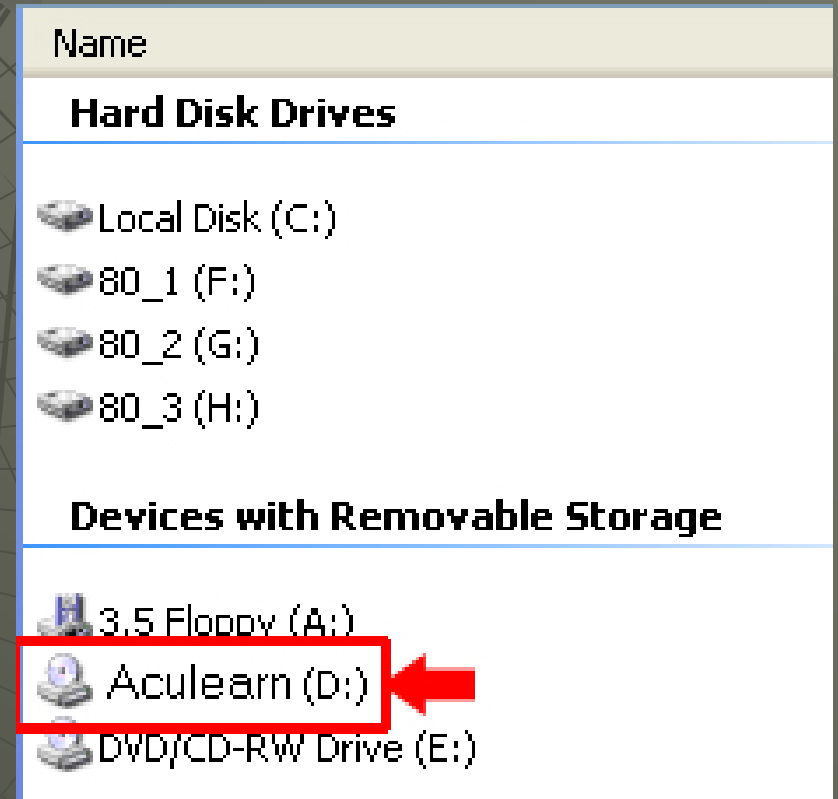 Name
Hard Disk Drives
Local Disk (C:)
80_1 (F:)
80_2 (G:)
80_3 (H:)
Devices with Removable Storage
3.5 Floppy (A:)
Aculearn (D:)
DVD/CD-RW Drive (E:)